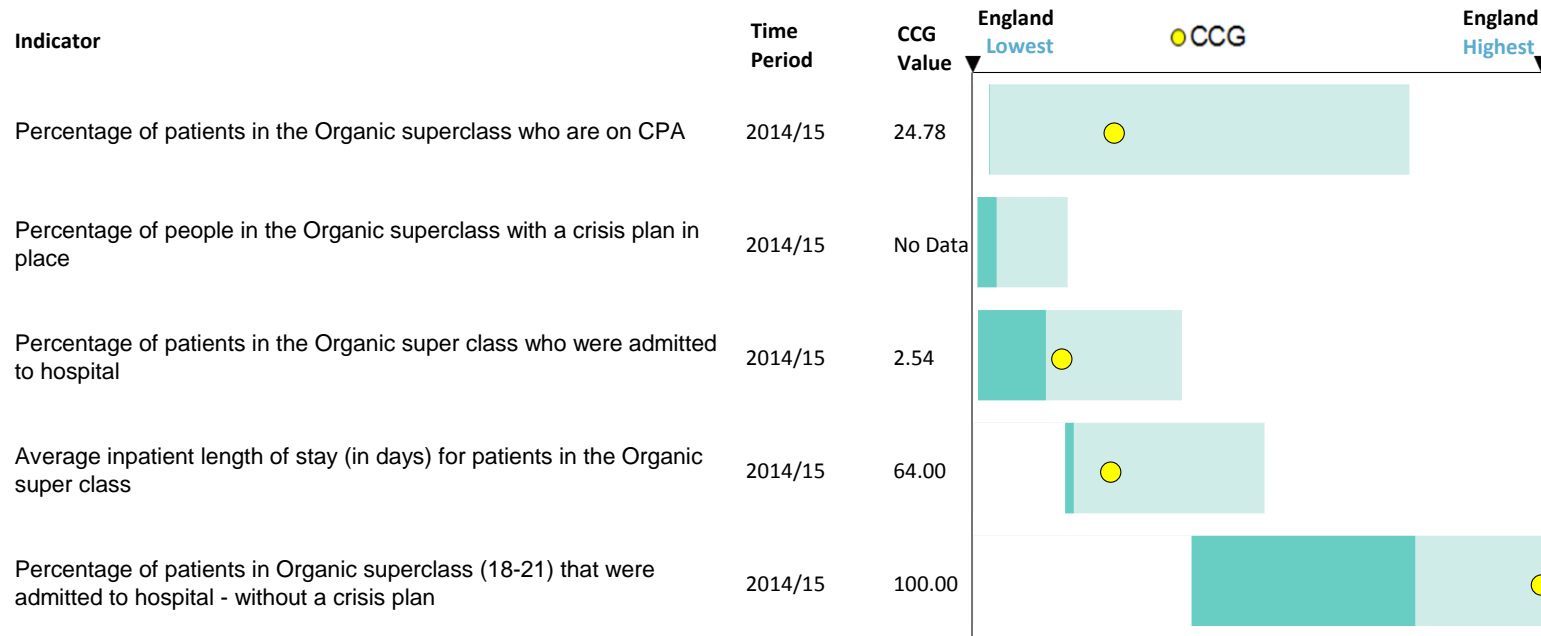 Indicator
Time
Period
CCG
Value
England
Lowest
CCG
England
Highest
Percentage of patients in the Organic superclass who are on CPA
2014/15
24.78
Percentage of people in the Organic superclass with a crisis plan in
place
2014/15
No Data
Percentage of patients in the Organic super class who were admitted
to hospital
2014/15
2.54
Average inpatient length of stay (in days) for patients in the Organic
super class
2014/15
64.00
Percentage of patients in Organic superclass (18-21) that were
admitted to hospital - without a crisis plan
2014/15
100.00